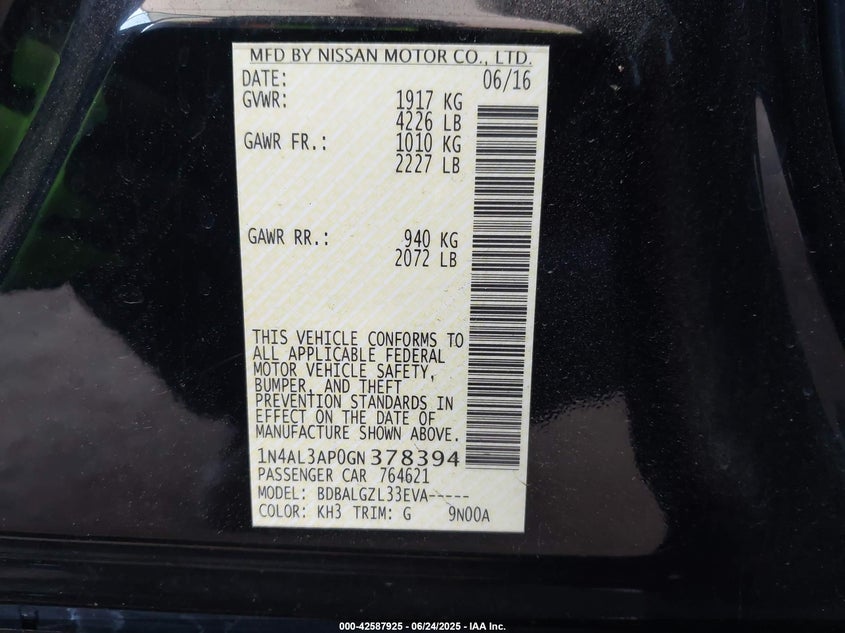 MFD BY NISSAN MOTOR CO., LTD.
DATE: 06/16
GVWR: 1917 KG
4226 LB
GAWR FR.: 1010 KG
2227 LB
GAWR RR.: 940 KG
2072 LB
THIS VEHICLE CONFORMS TO
ALL APPLICABLE FEDERAL
MOTOR VEHICLE SAFETY,
BUMPER, AND THEFT
PREVENTION STANDARDS IN
EFFECT ON THE DATE OF
MANUFACTURE SHOWN ABOVE.
1N4AL3AP0GN378394
PASSENGER CAR 764621
MODEL: BDBALGZL33EVA-----
COLOR: KH3 TRIM: G 9N00A
000-42587925 - 06/24/2025 - IAA Inc.